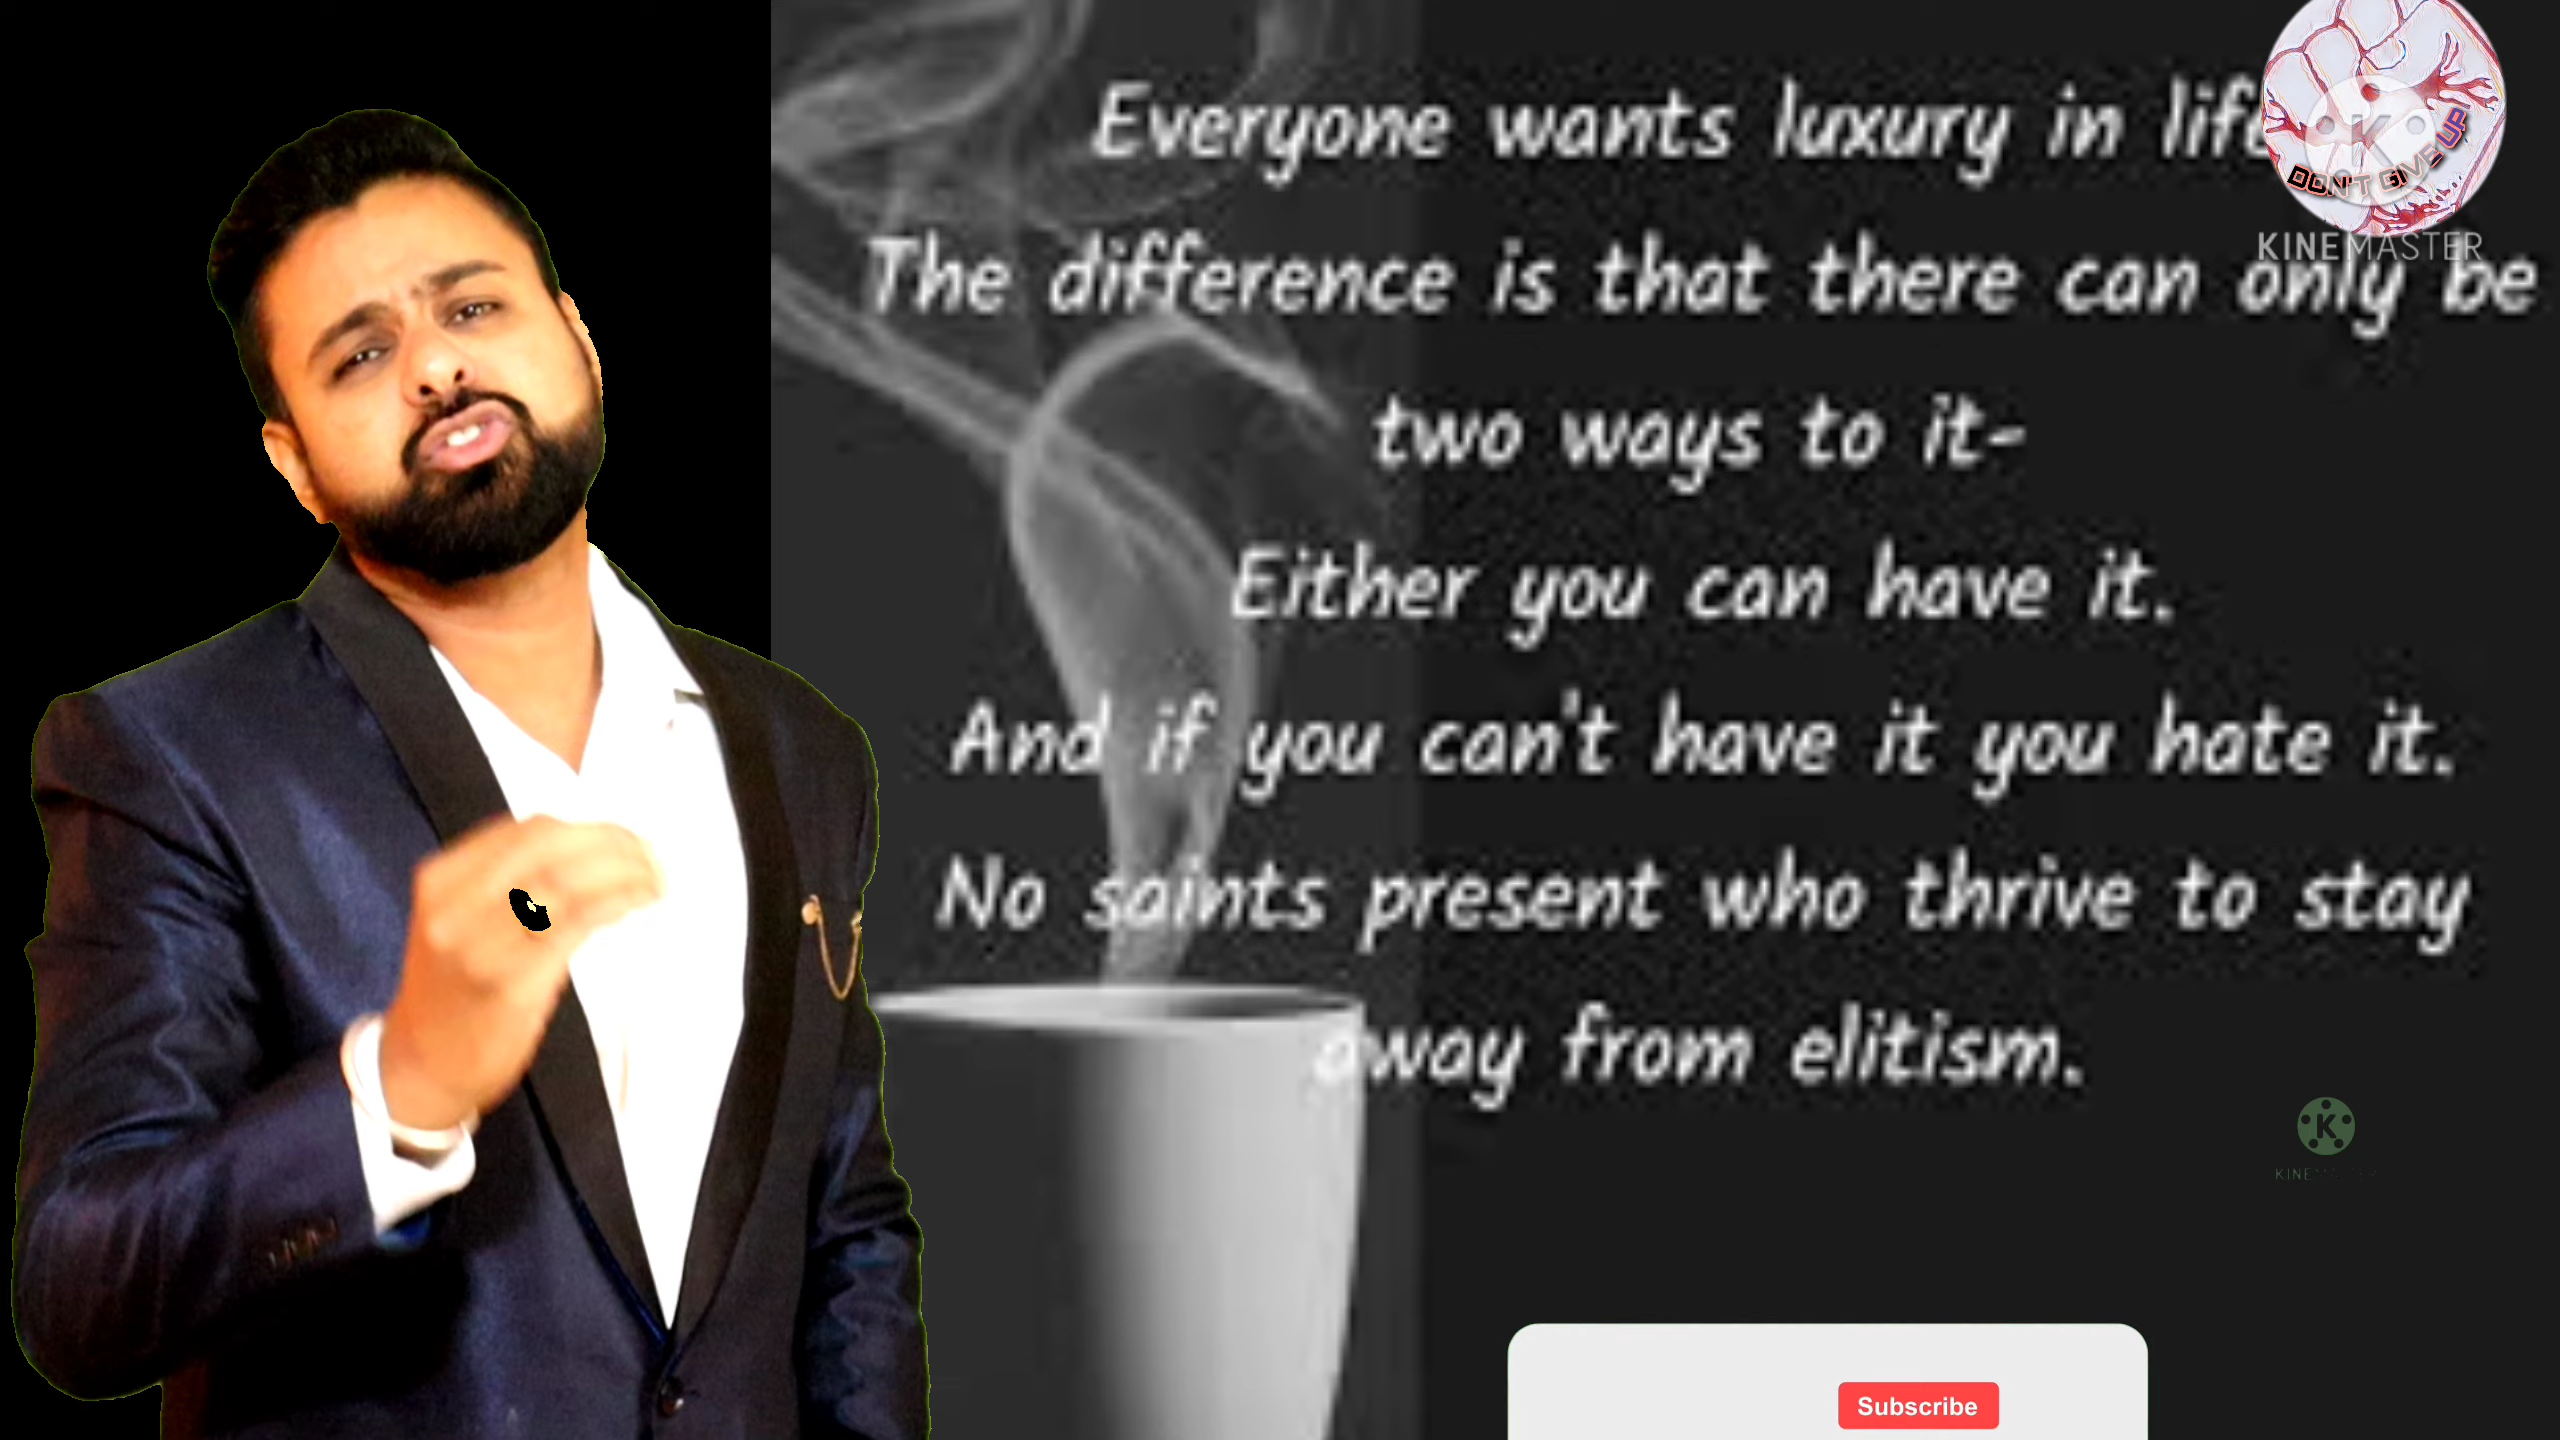 Everyone wants luxury in life
The difference is that there can only be
two ways to it-
Either you can have it.
And if you can't have it you hate it.
No saints present who thrive to stay
away from elitism.
DON'T GIVE UP!
K
KINEMASTER
K
KINEMASTER
Subscribe